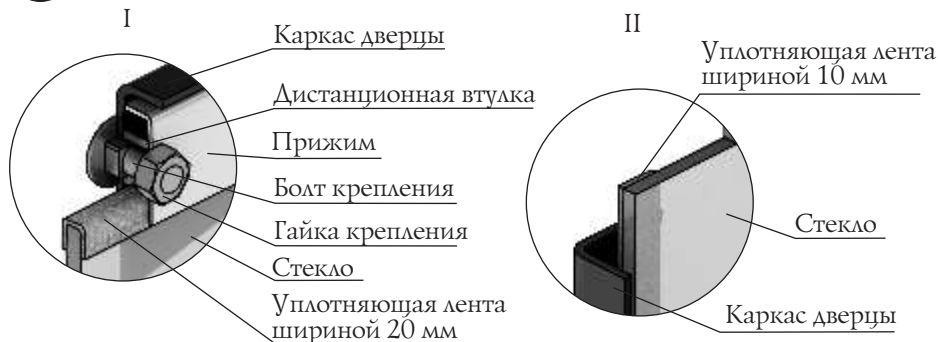 I
Каркас дверцы
Дистанционная втулка
Прижим
Болт крепления
Гайка крепления
Стекло
Уплотняющая лента
шириной 20 мм
II
Уплотняющая лента
шириной 10 мм
Стекло
Каркас дверцы